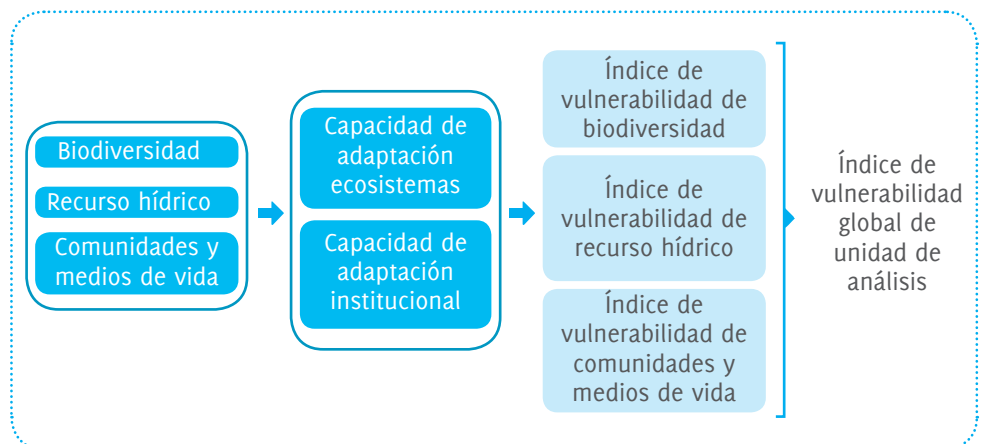 Biodiversidad
Recurso hídrico
Comunidades y
medios de vida
Capacidad de
adaptación
ecosistemas
Capacidad de
adaptación
institucional
Índice de
vulnerabilidad de
biodiversidad
Índice de
vulnerabilidad de
recurso hídrico
Índice de
vulnerabilidad de
comunidades y
medios de vida
Índice de
vulnerabilidad
global de
unidad de
análisis